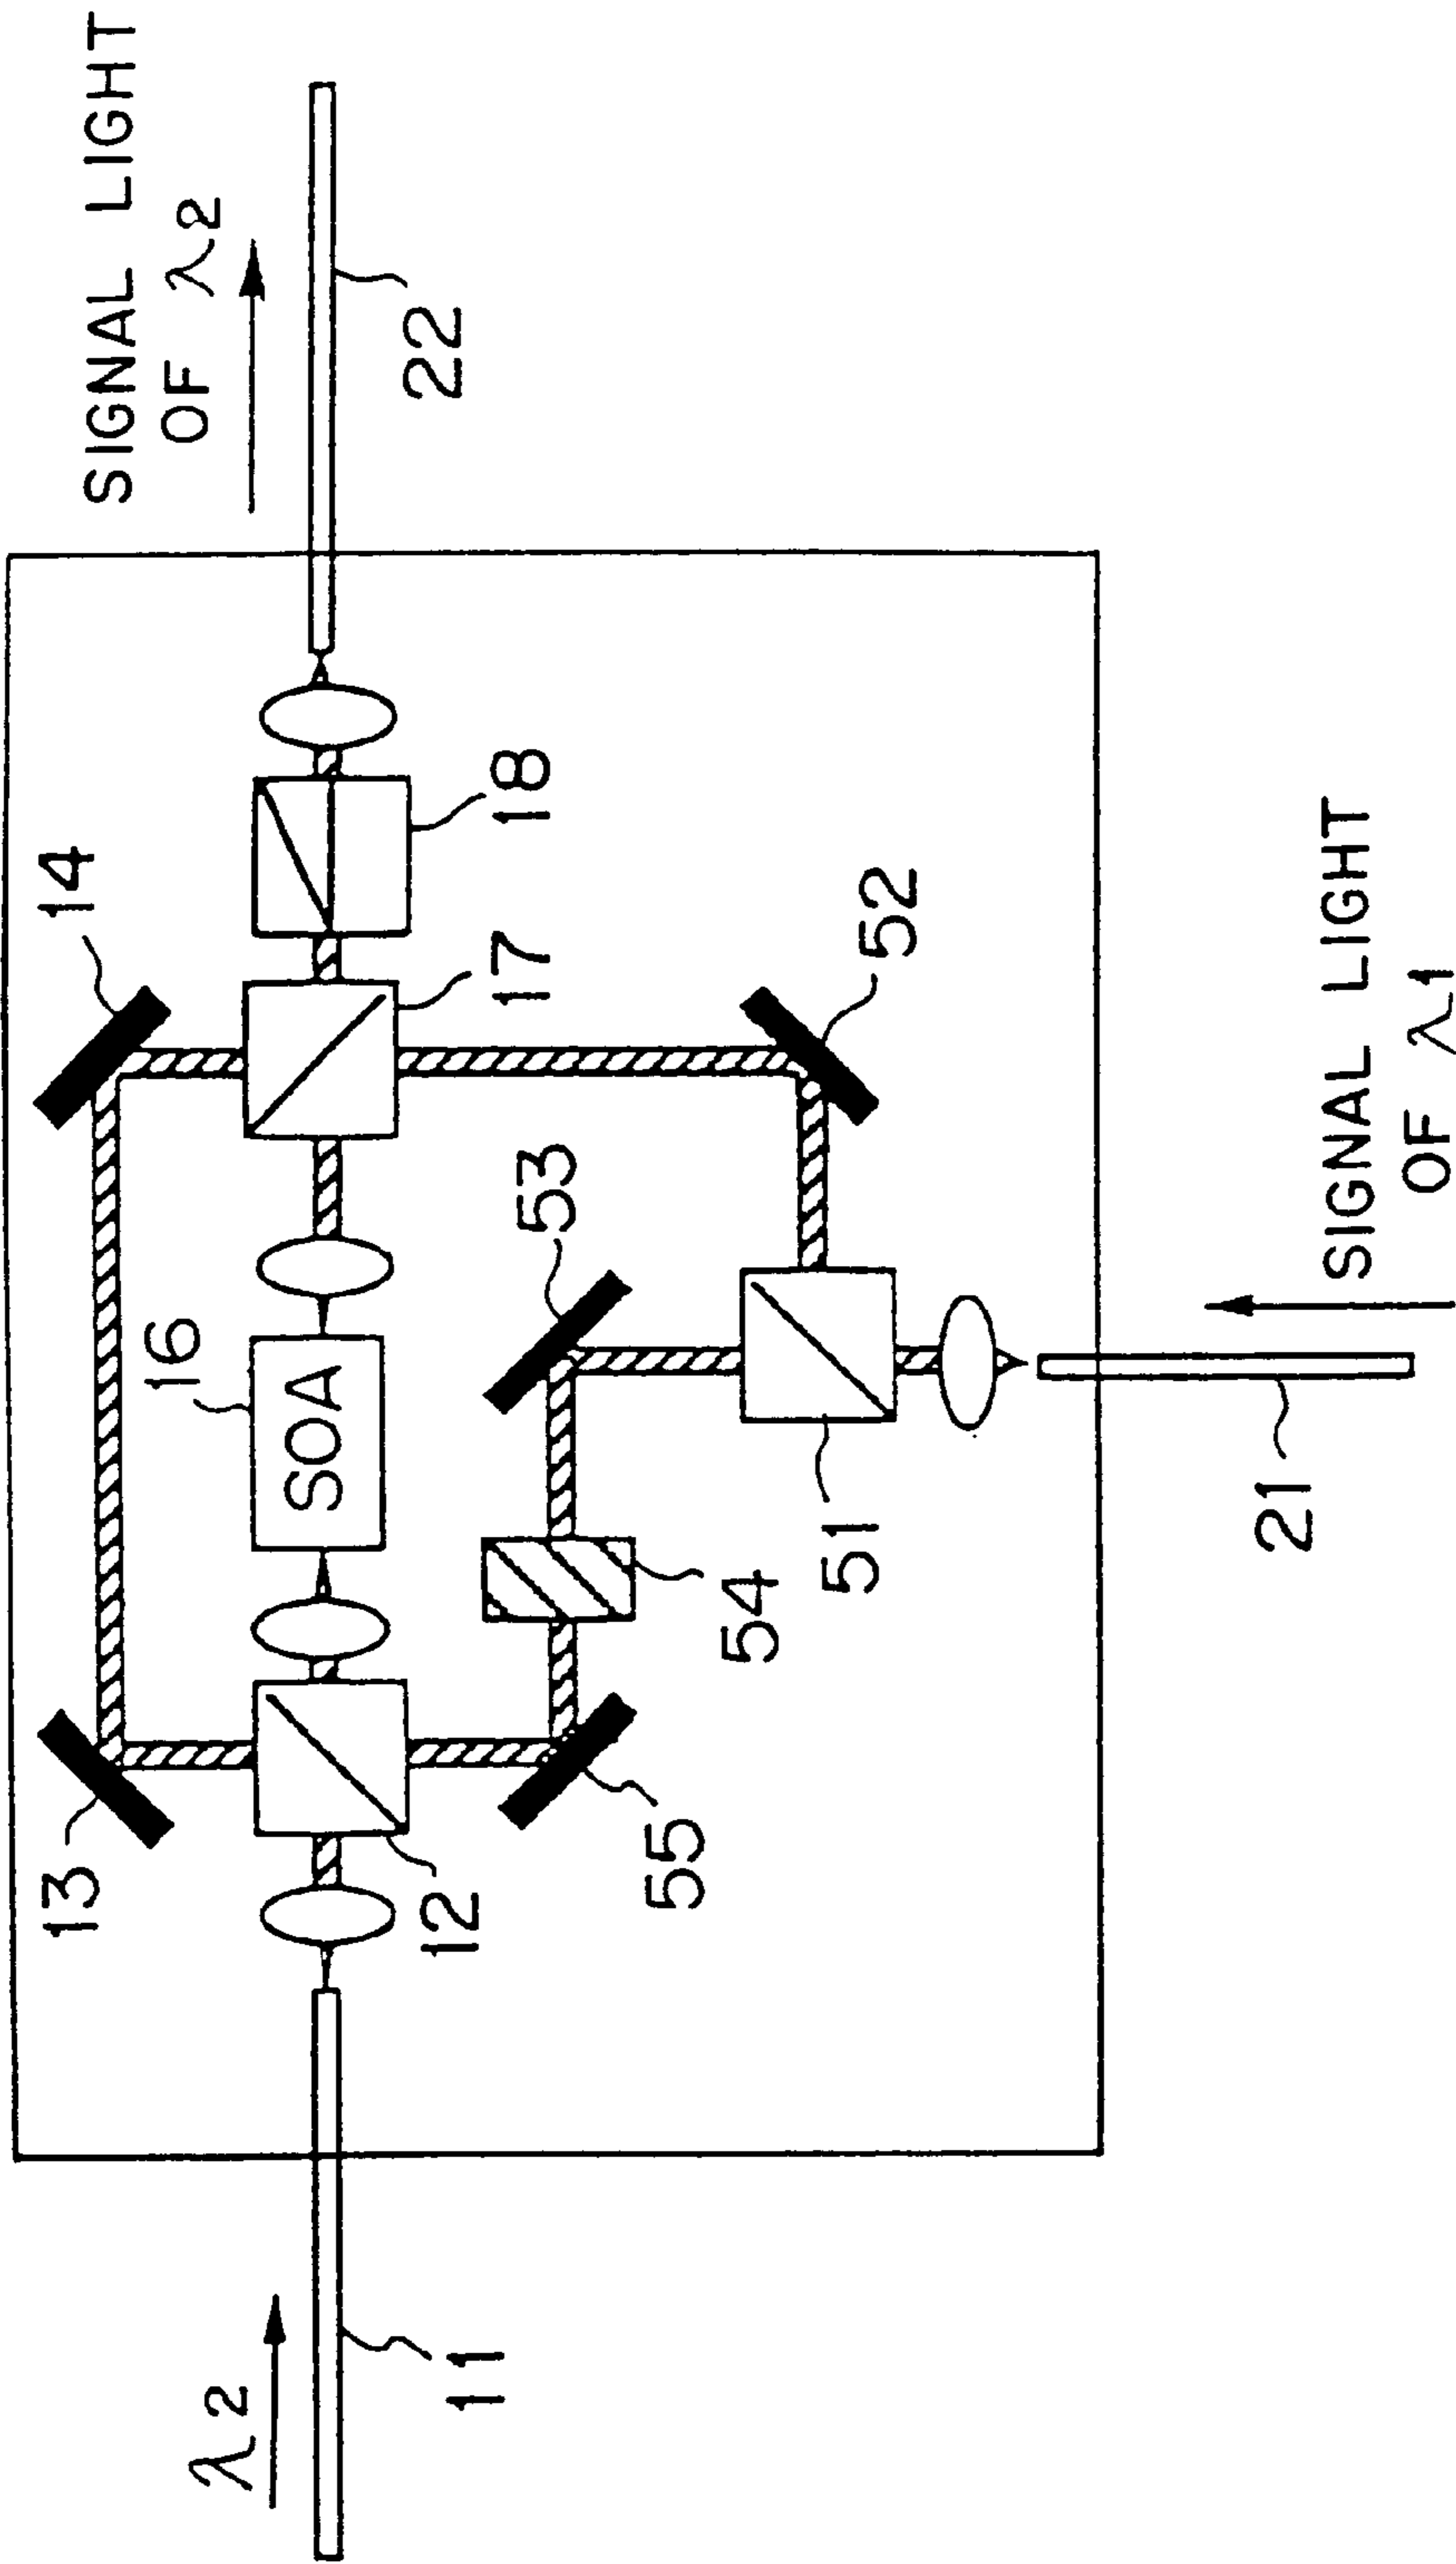 SIGNAL LIGHT
OF λ2
22
14
18
17
52
53
16
SOA
51
54
13
12
55
λ2
11
21
SIGNAL LIGHT
OF λ1